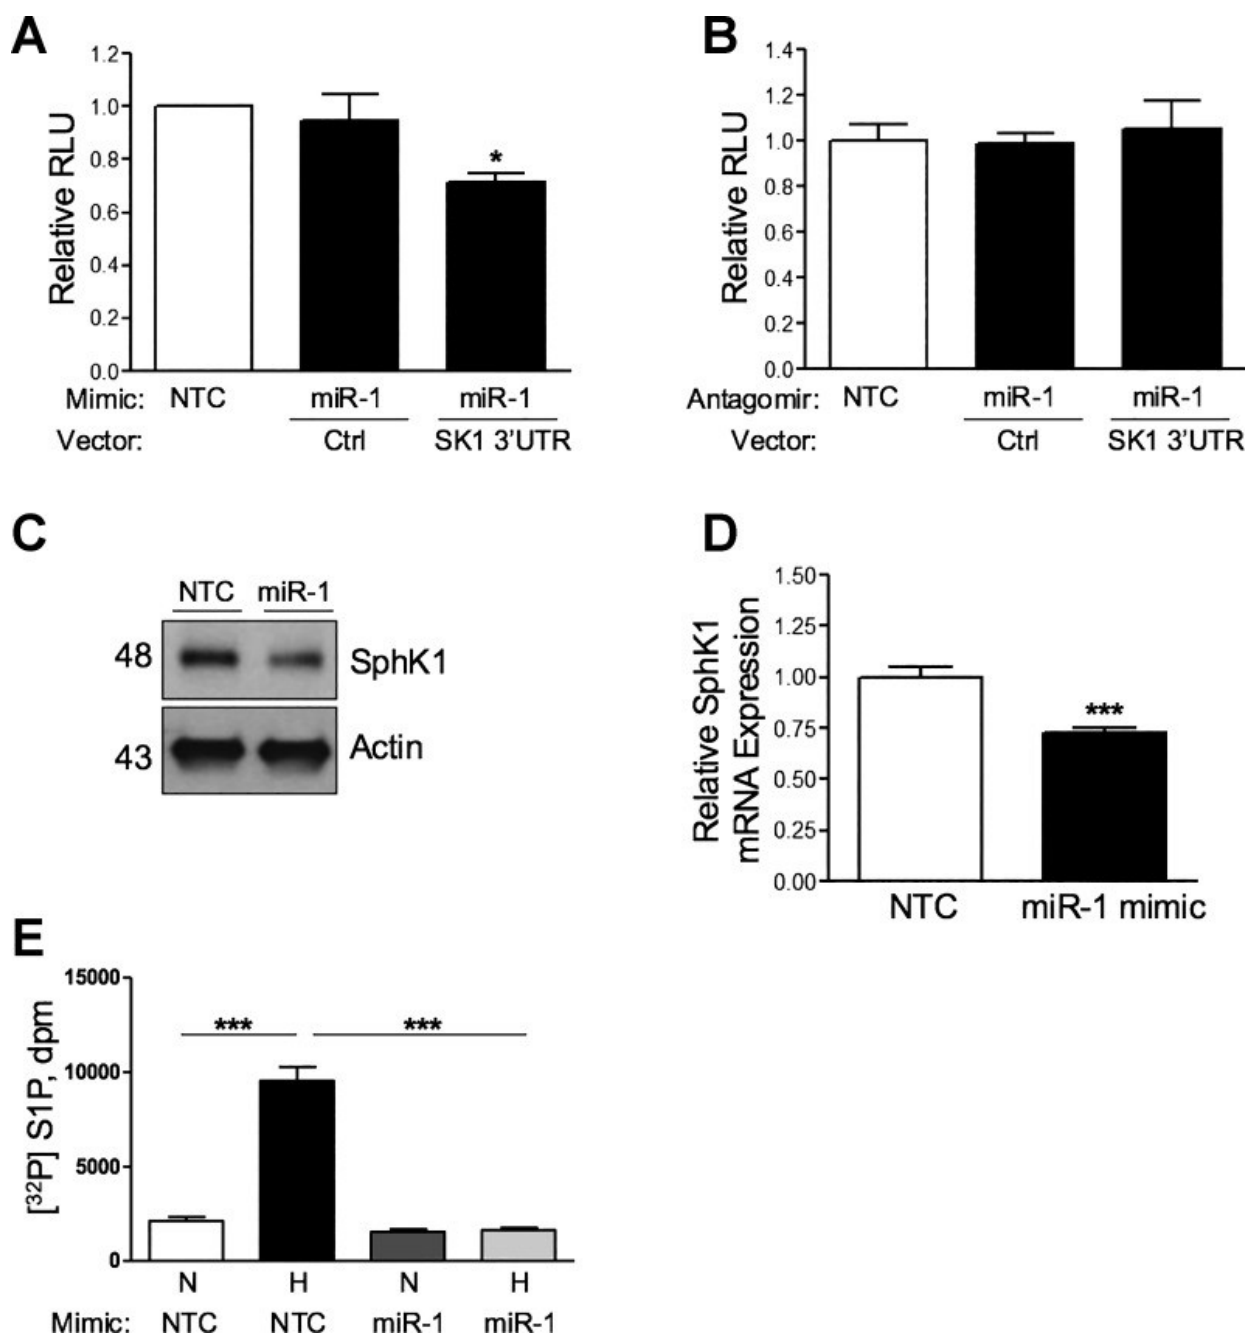 A
1.2
1.0
0.8
0.6
0.4
0.2
0.0
Relative RLU
*
Mimic: NTC miR-1 miR-1
Vector: Ctrl SK1 3'UTR
B
1.4
1.2
1.0
0.8
0.6
0.4
0.2
0.0
Relative RLU
Antagomir: NTC miR-1 miR-1
Vector: Ctrl SK1 3'UTR
C
NTC miR-1
48 SphK1
43 Actin
D
1.50
1.25
1.00
0.75
0.50
0.25
0.00
Relative SphK1
mRNA Expression
***
NTC miR-1 mimic
E
15000
10000
5000
0
[³²P] S1P, dpm
*** ***
N H N H
Mimic: NTC NTC miR-1 miR-1